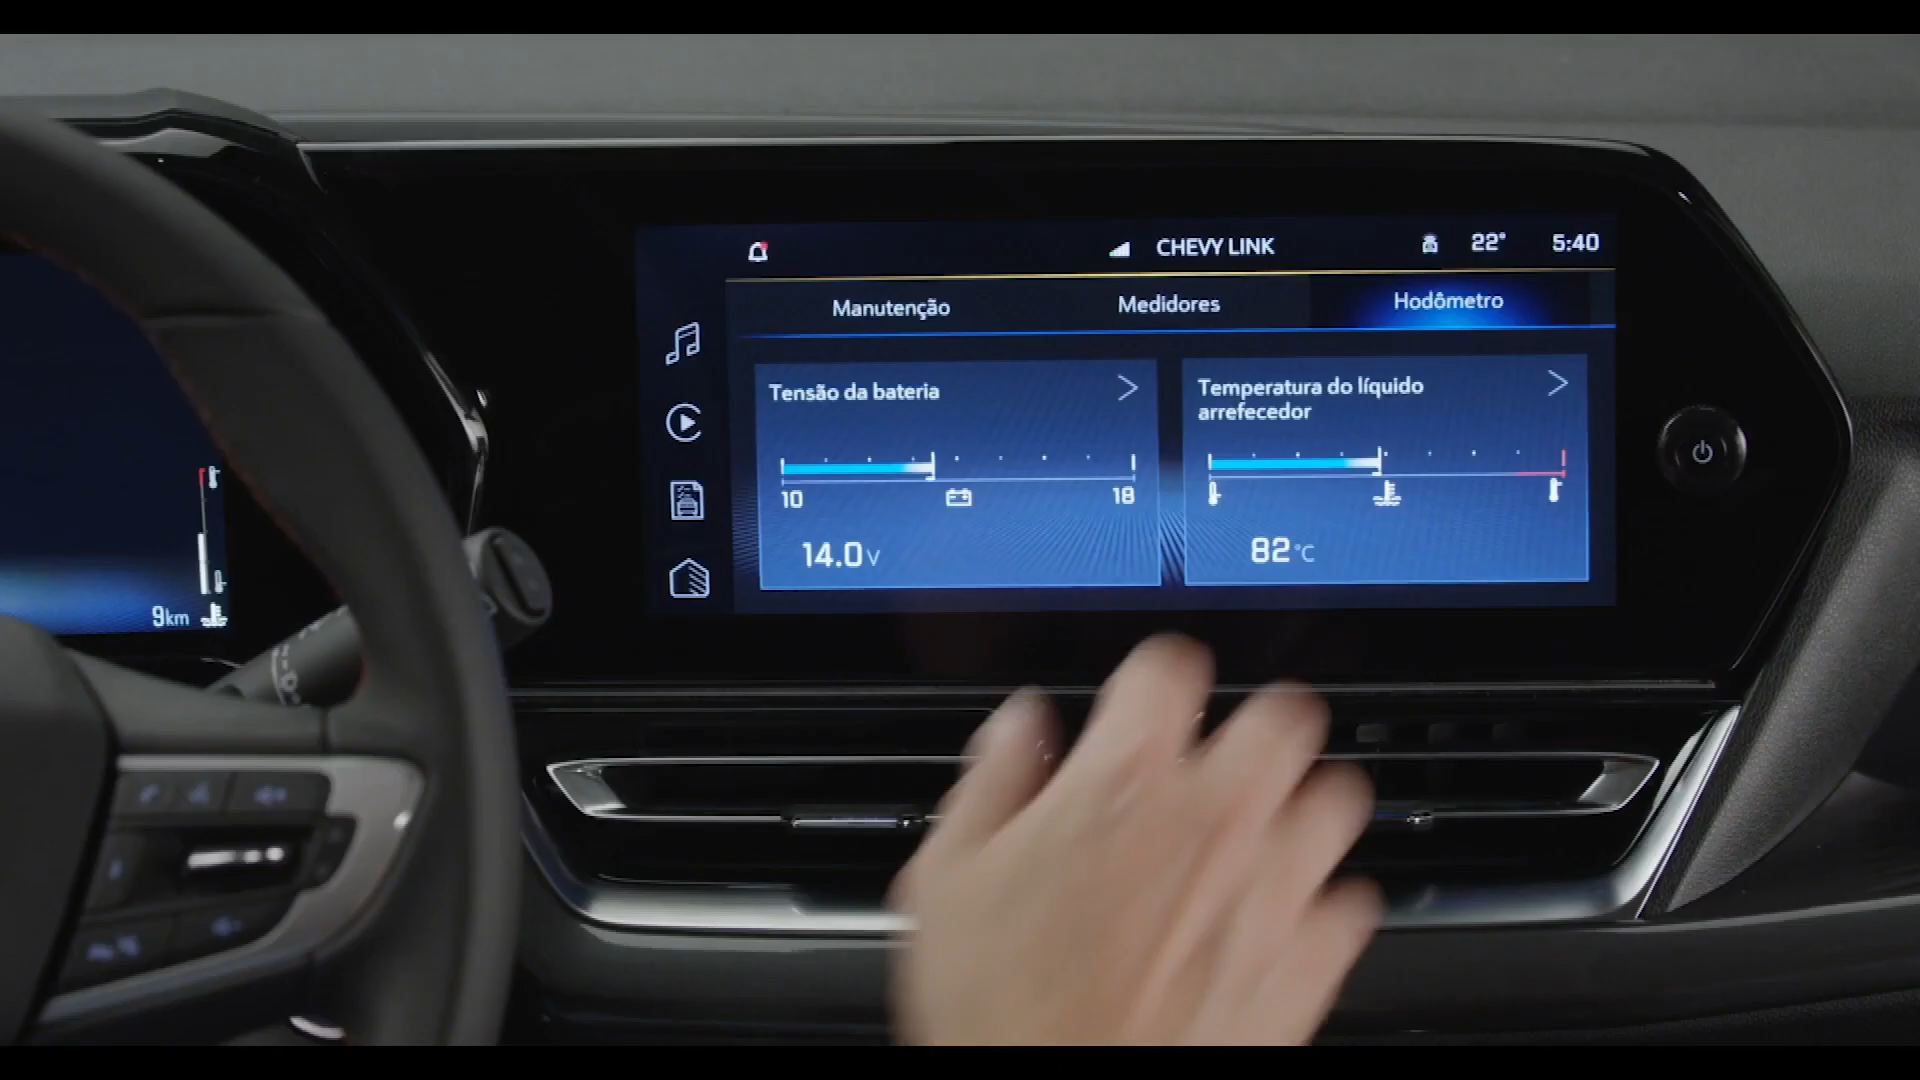 CHEVY LINK
22°
5:40
Manutenção
Medidores
Hodômetro
Tensão da bateria
10
18
14.0 V
Temperatura do líquido
arrefecedor
82 °C
9km